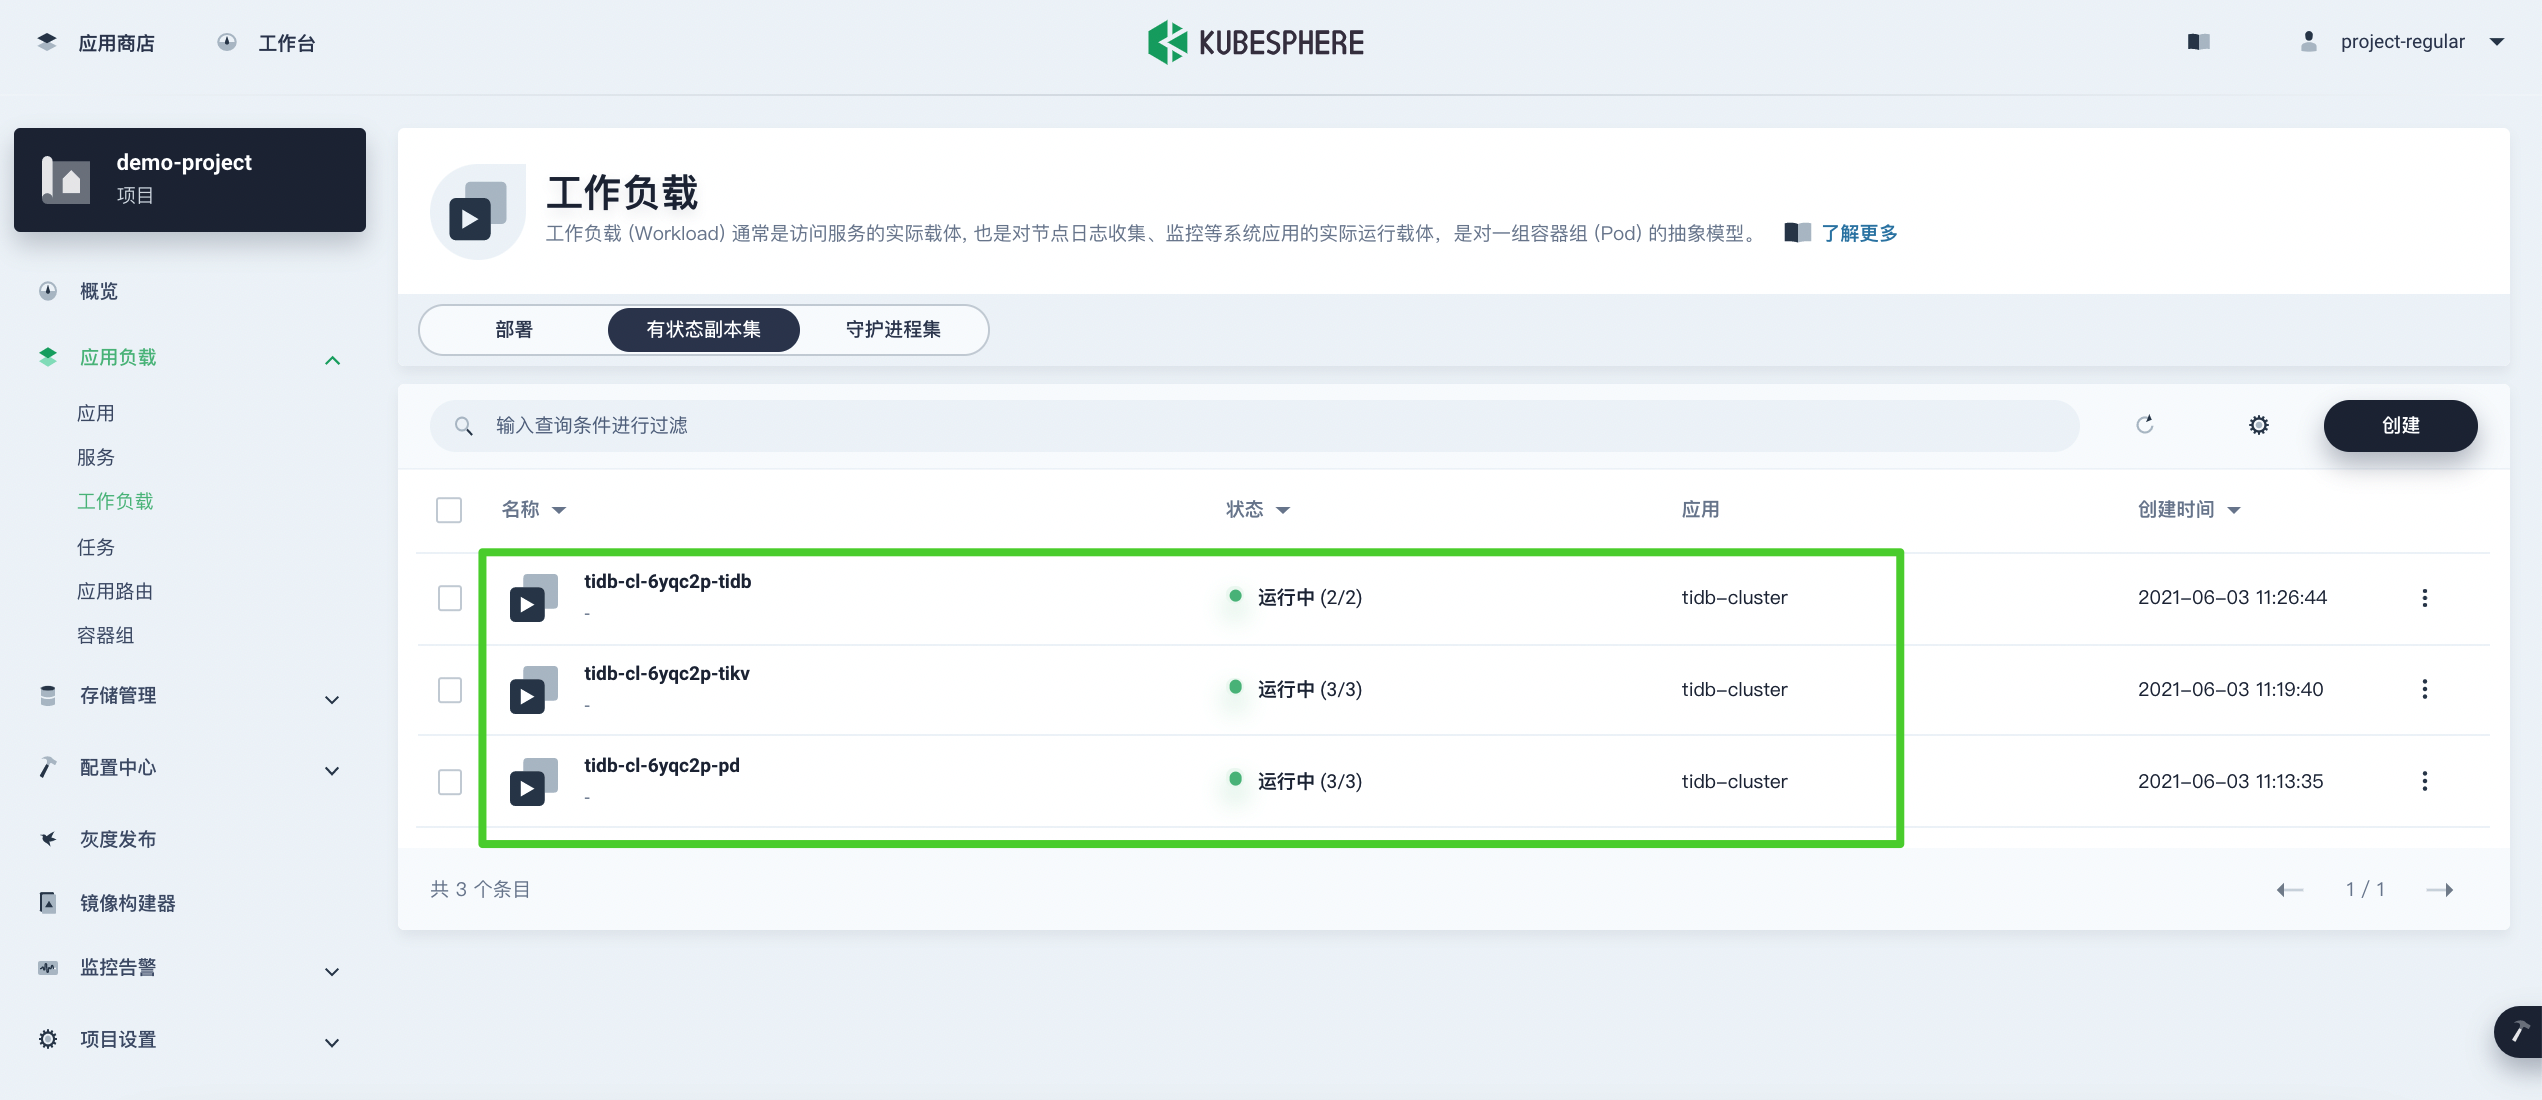 应用商店
工作台
KUBESPHERE
project-regular
demo-project
项目
概览
应用负载
应用
服务
工作负载
任务
应用路由
容器组
存储管理
配置中心
灰度发布
镜像构建器
监控告警
项目设置
工作负载
工作负载 (Workload) 通常是访问服务的实际载体, 也是对节点日志收集、监控等系统应用的实际运行载体，是对一组容器组 (Pod) 的抽象模型。 了解更多
部署 有状态副本集 守护进程集
输入查询条件进行过滤
创建
名称 状态 应用 创建时间
tidb-cl-6yqc2p-tidb
-
运行中 (2/2) tidb-cluster 2021-06-03 11:26:44
tidb-cl-6yqc2p-tikv
-
运行中 (3/3) tidb-cluster 2021-06-03 11:19:40
tidb-cl-6yqc2p-pd
-
运行中 (3/3) tidb-cluster 2021-06-03 11:13:35
共 3 个条目
1 / 1